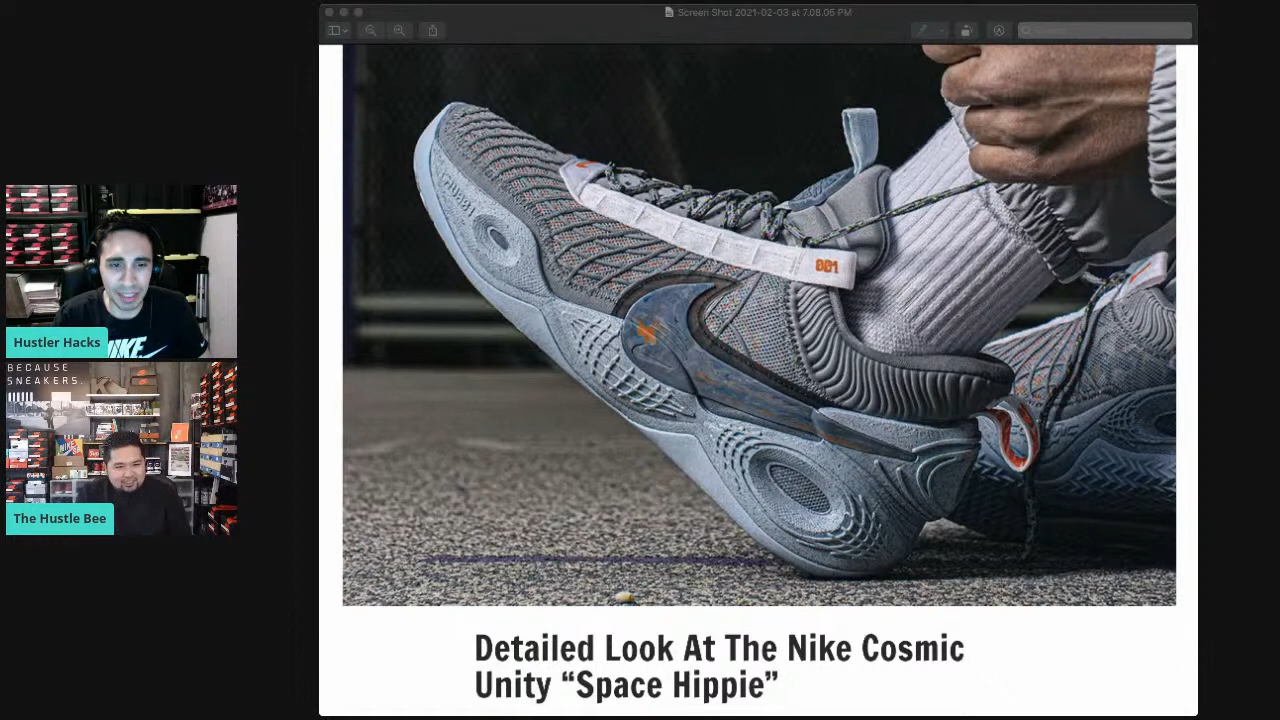 Screen Shot 2021-02-03 at 7.08.05 PM
001
Hustler Hacks
NIKE.
BECAUSE
SNEAKERS.
The Hustle Bee
Detailed Look At The Nike Cosmic
Unity “Space Hippie”